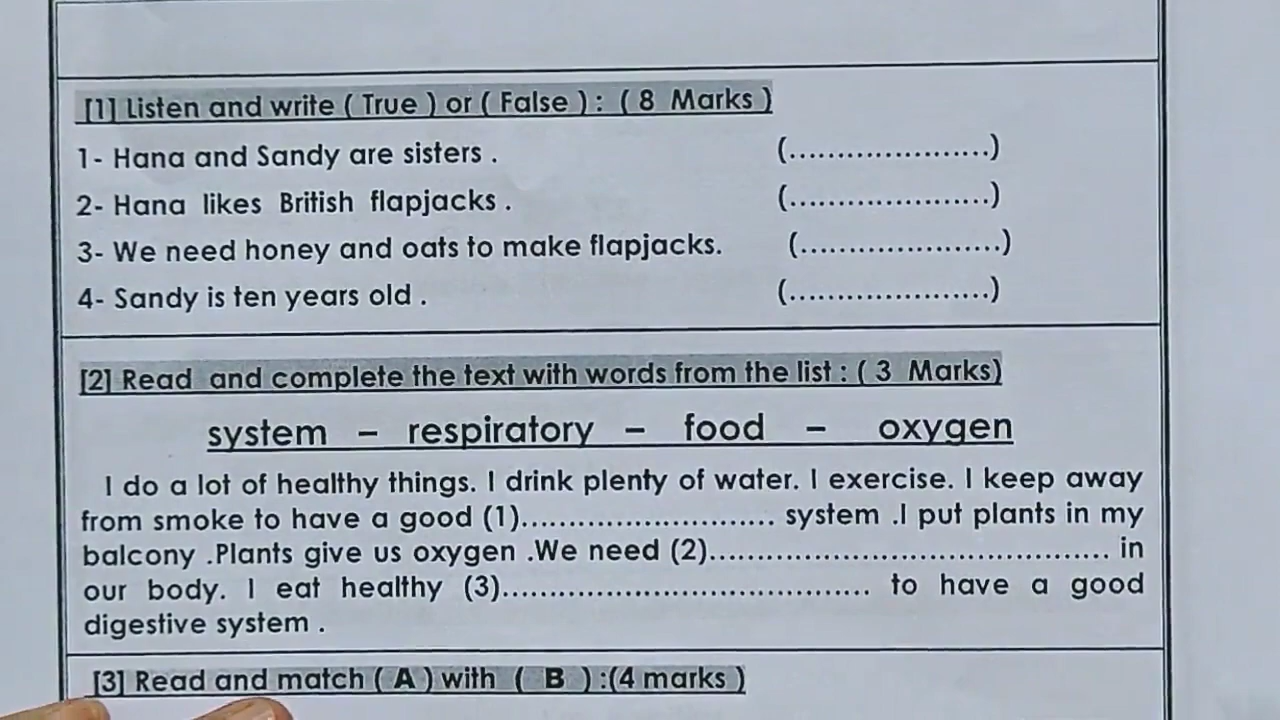 [1] Listen and write ( True ) or ( False ) : ( 8 Marks )
1- Hana and Sandy are sisters . (.....................)
2- Hana likes British flapjacks . (.....................)
3- We need honey and oats to make flapjacks. (.....................)
4- Sandy is ten years old . (.....................)
[2] Read and complete the text with words from the list : ( 3 Marks)
system – respiratory – food – oxygen
I do a lot of healthy things. I drink plenty of water. I exercise. I keep away
from smoke to have a good (1)........................... system .I put plants in my
balcony .Plants give us oxygen .We need (2).......................................... in
our body. I eat healthy (3)....................................... to have a good
digestive system .
[3] Read and match ( A ) with ( B ) :(4 marks )